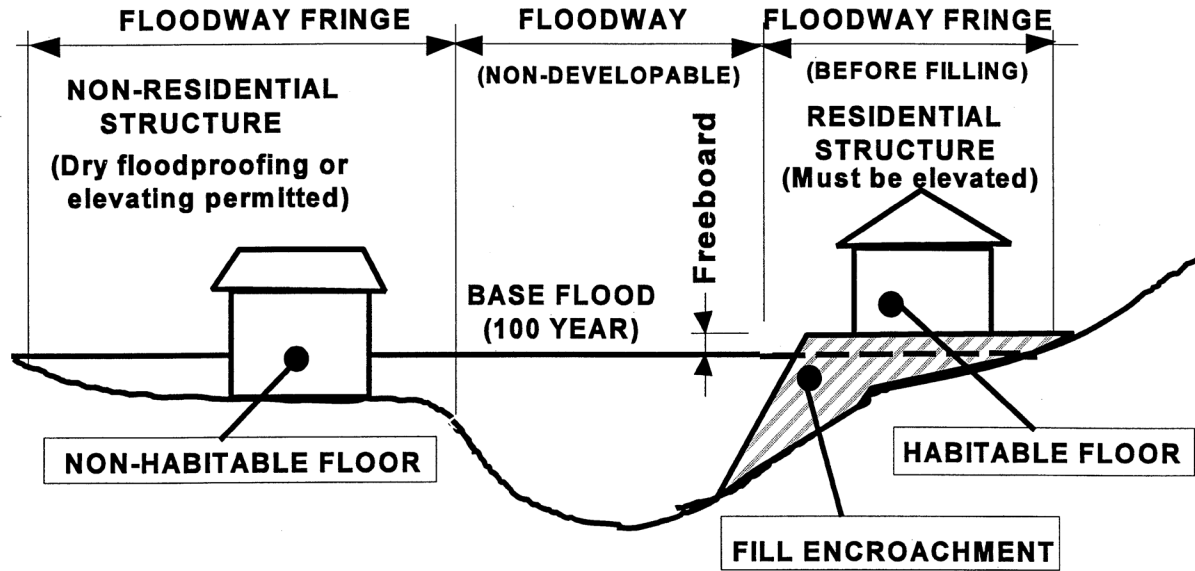 FLOODWAY FRINGE
FLOODWAY
FLOODWAY FRINGE
(NON-DEVELOPABLE)
(BEFORE FILLING)
NON-RESIDENTIAL
STRUCTURE
(Dry floodproofing or
elevating permitted)
Freeboard
RESIDENTIAL
STRUCTURE
(Must be elevated)
BASE FLOOD
(100 YEAR)
NON-HABITABLE FLOOR
HABITABLE FLOOR
FILL ENCROACHMENT